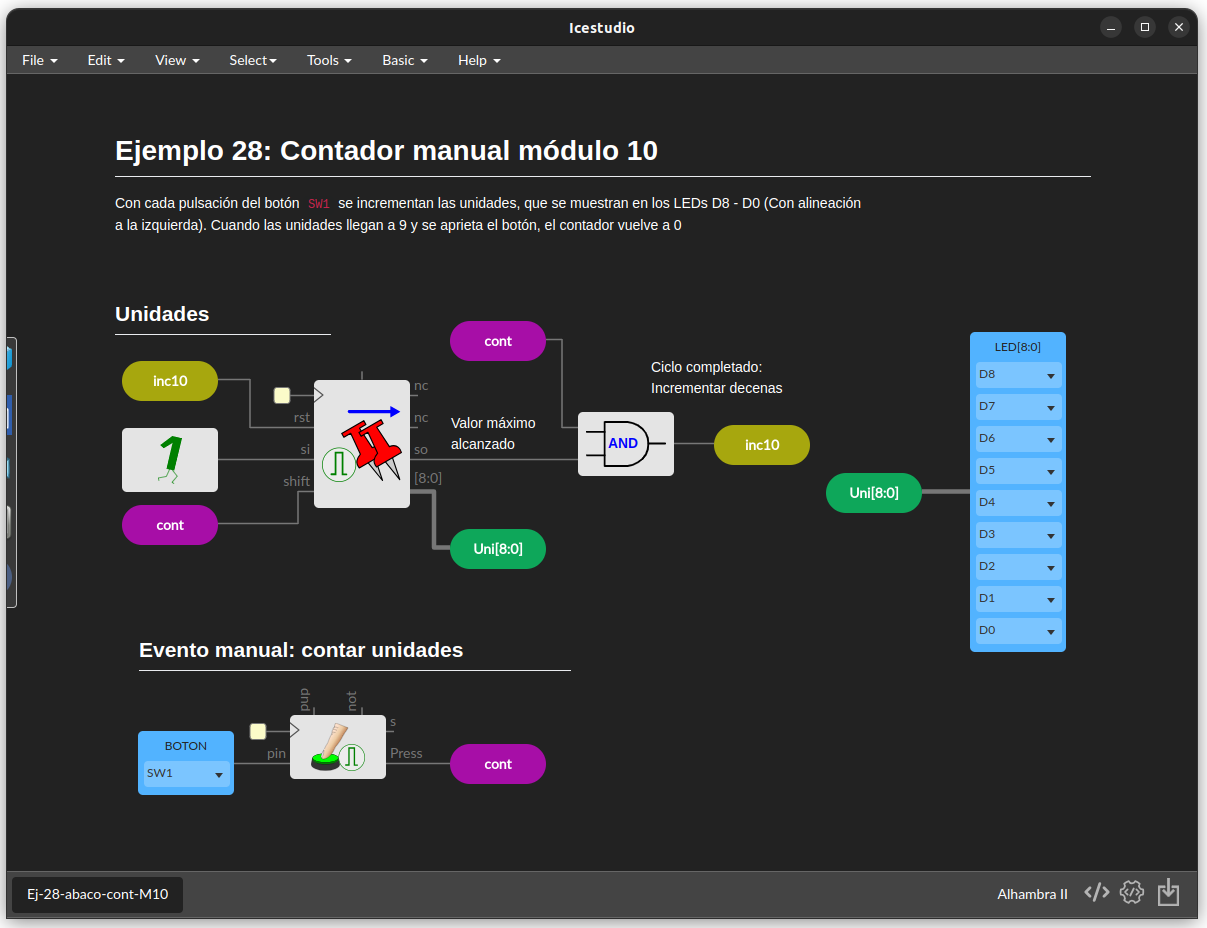 Icestudio
File Edit View Select Tools Basic Help
Ejemplo 28: Contador manual módulo 10
Con cada pulsación del botón SW1 se incrementan las unidades, que se muestran en los LEDs D8 - D0 (Con alineación
a la izquierda). Cuando las unidades llegan a 9 y se aprieta el botón, el contador vuelve a 0
Unidades
inc10
1
cont
rst
si
shift
nc
nc
so
[8:0]
Valor máximo
alcanzado
cont
Uni[8:0]
AND
Ciclo completado:
Incrementar decenas
inc10
Uni[8:0]
LED[8:0]
D8
D7
D6
D5
D4
D3
D2
D1
D0
Evento manual: contar unidades
BOTON
SW1
pup
not
pin
s
Press
cont
Ej-28-abaco-cont-M10
Alhambra II